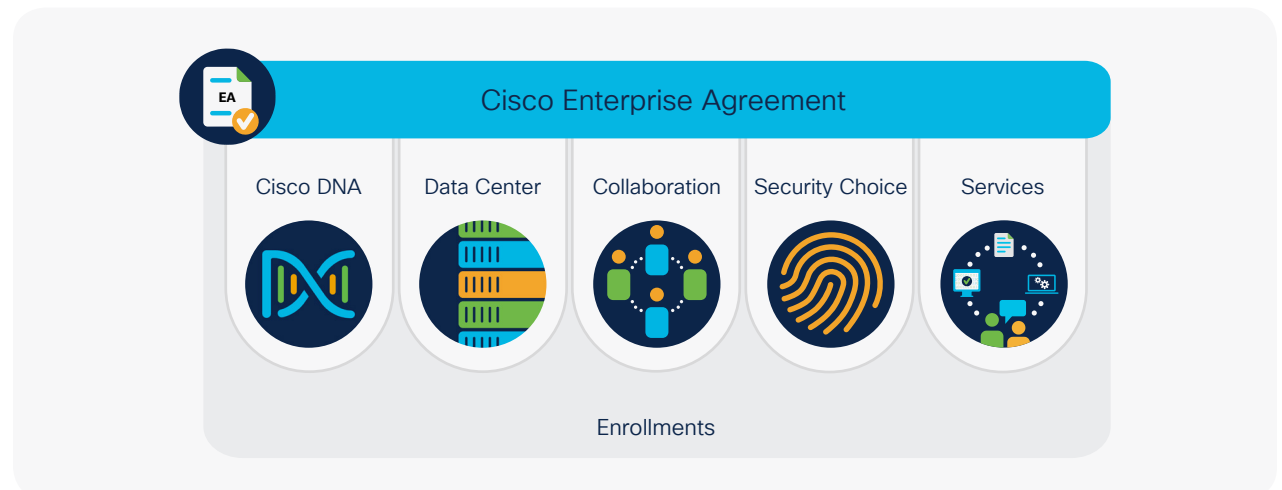 EA
Cisco Enterprise Agreement
Cisco DNA
Data Center
Collaboration
Security Choice
Services
Enrollments